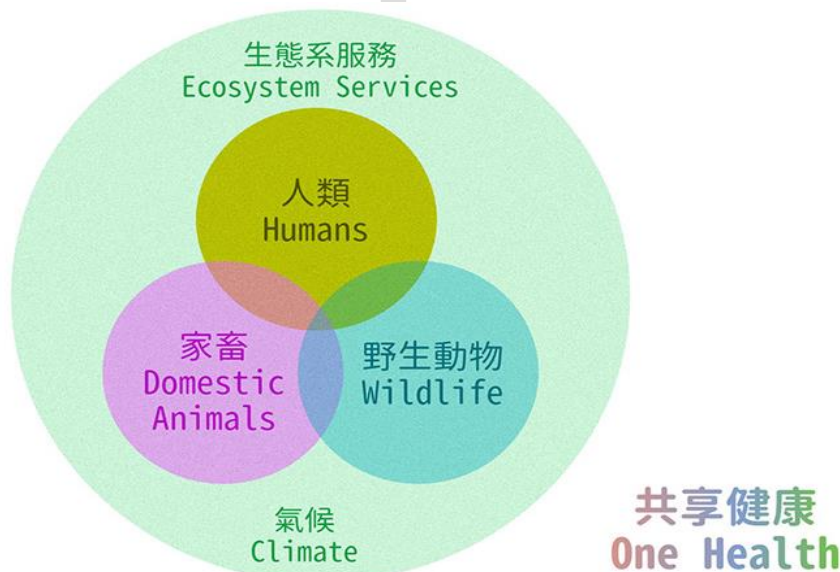 生態系服務
Ecosystem Services
人類
Humans
家畜
Domestic
Animals
野生動物
Wildlife
氣候
Climate
共享健康
One Health